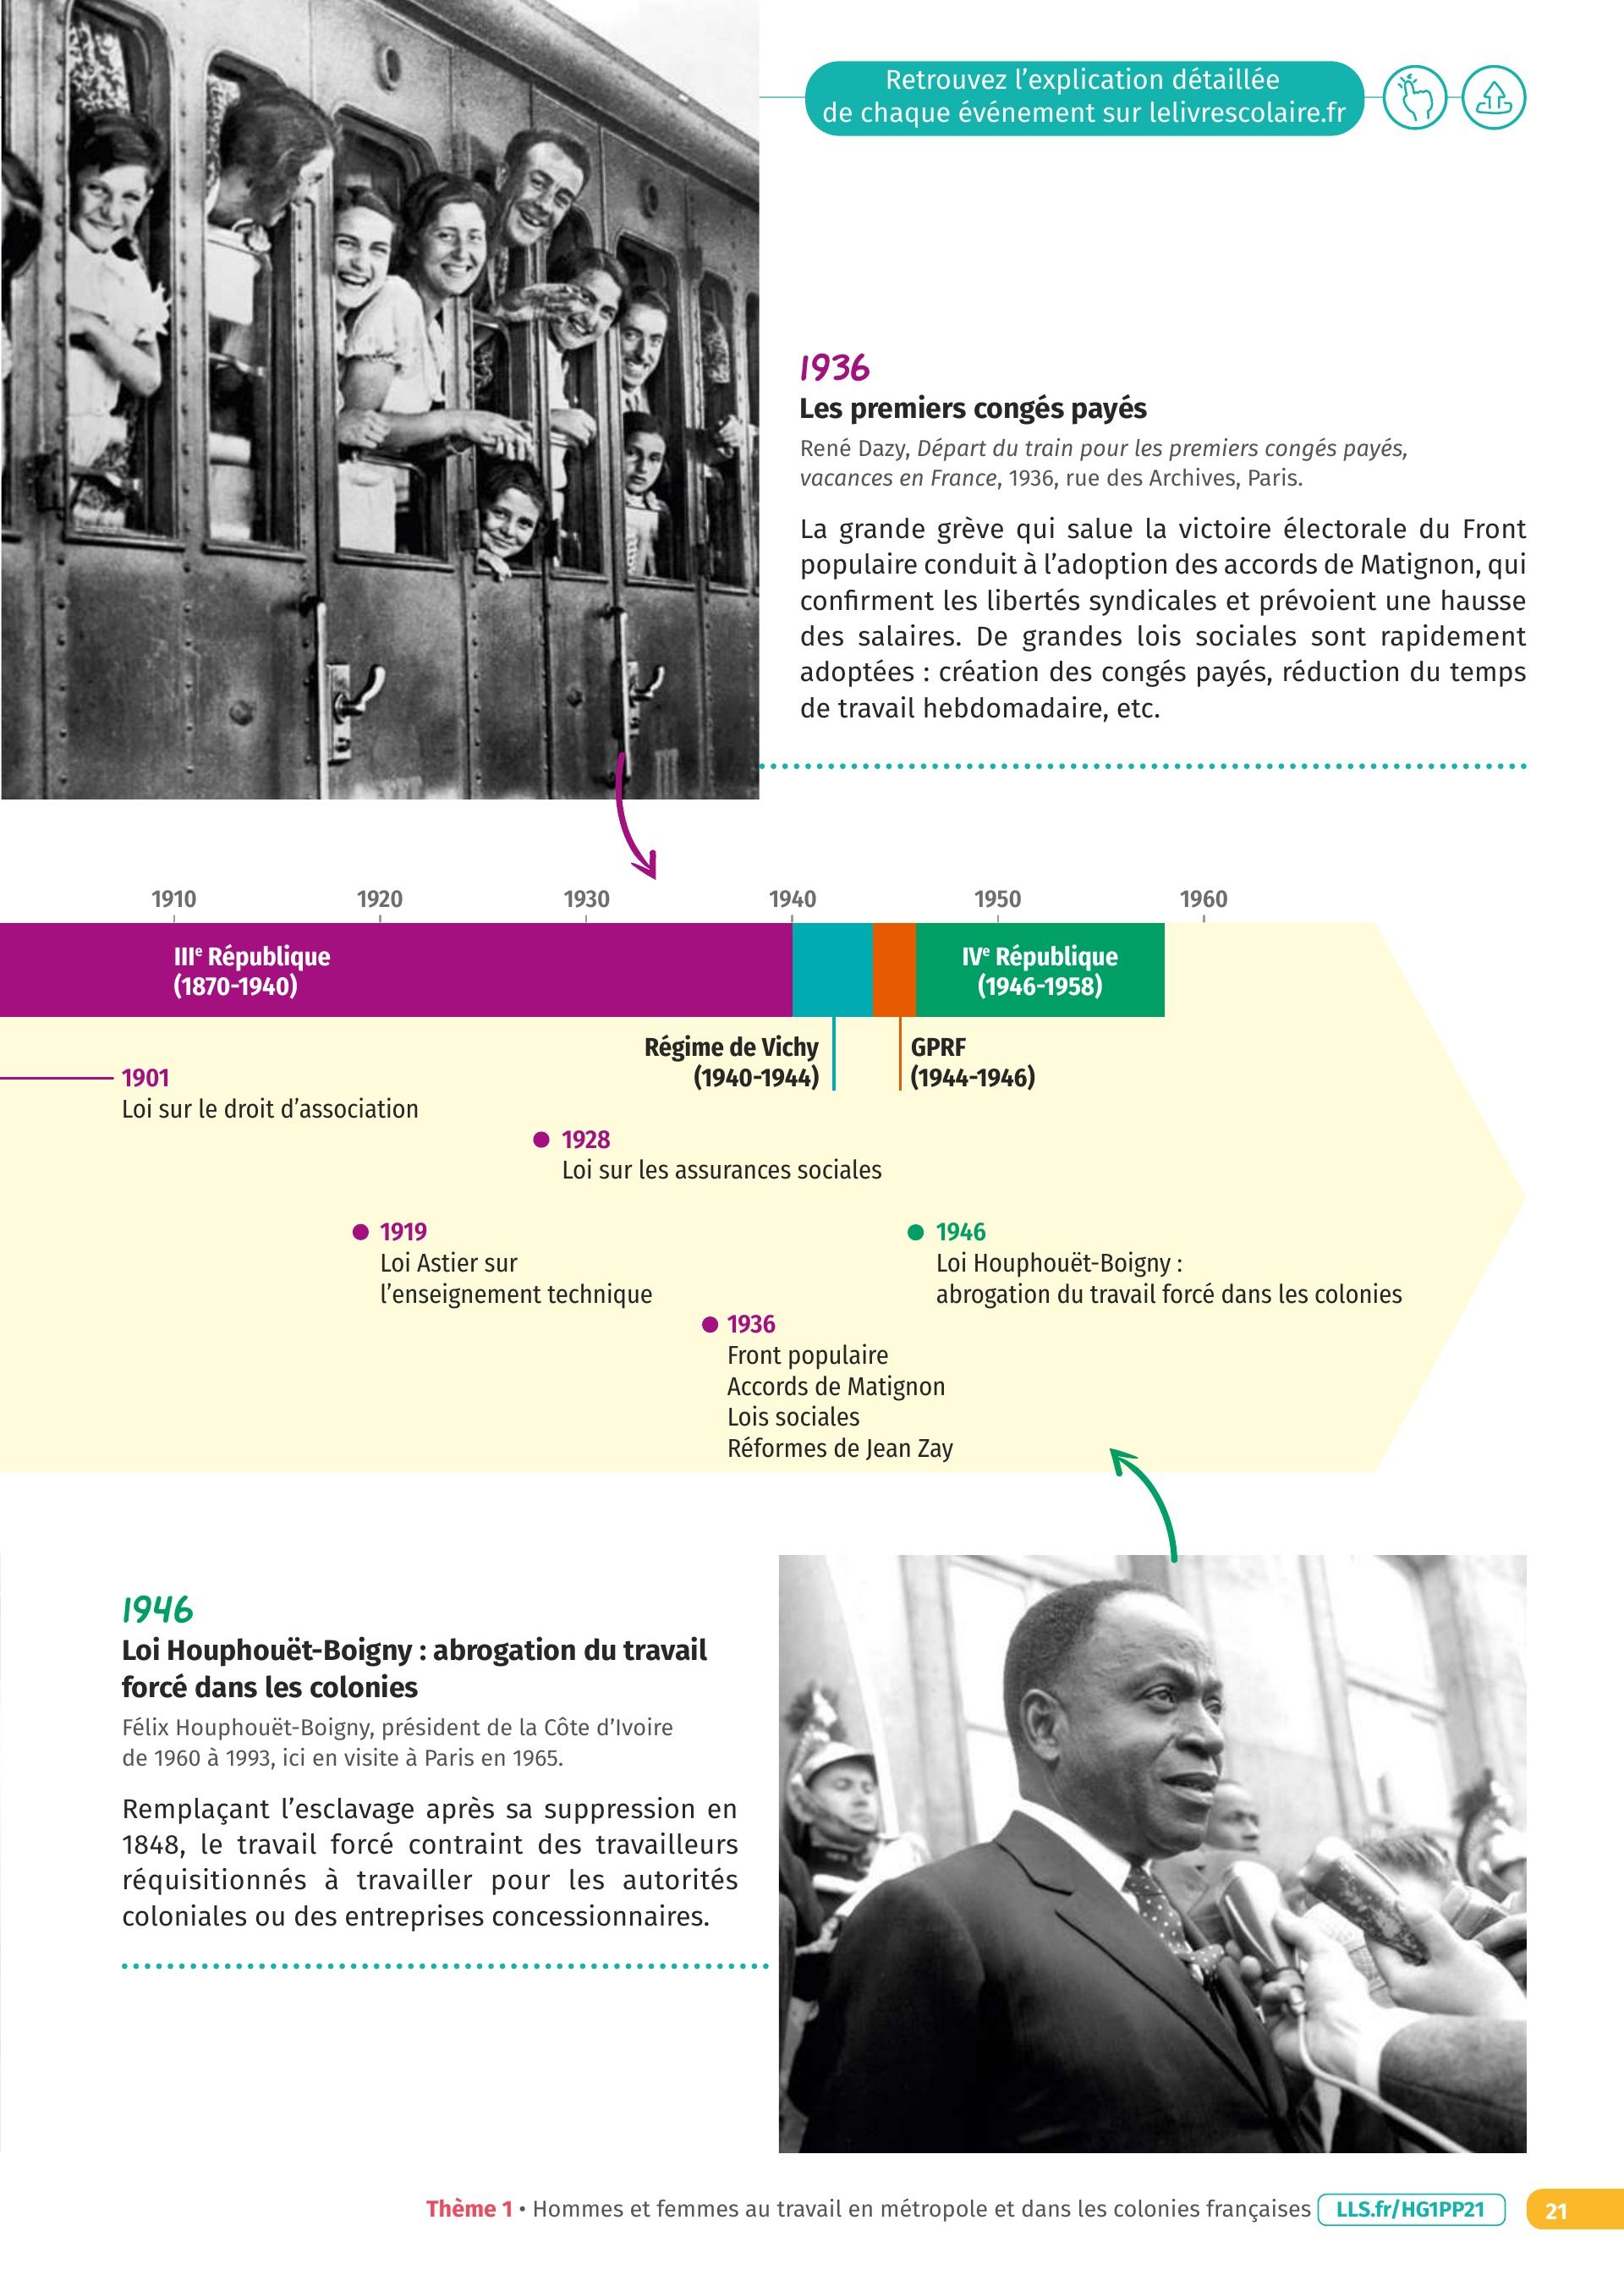 Retrouvez l’explication détaillée
de chaque événement sur lelivrescolaire.fr
1936
Les premiers congés payés
René Dazy, Départ du train pour les premiers congés payés,
vacances en France, 1936, rue des Archives, Paris.
La grande grève qui salue la victoire électorale du Front
populaire conduit à l’adoption des accords de Matignon, qui
confirment les libertés syndicales et prévoient une hausse
des salaires. De grandes lois sociales sont rapidement
adoptées : création des congés payés, réduction du temps
de travail hebdomadaire, etc.
1910 1920 1930 1940 1950 1960
IIIe République
(1870-1940)
IVe République
(1946-1958)
Régime de Vichy
(1940-1944)
GPRF
(1944-1946)
1901
Loi sur le droit d’association
1928
Loi sur les assurances sociales
1919
Loi Astier sur
l’enseignement technique
1946
Loi Houphouët-Boigny :
abrogation du travail forcé dans les colonies
1936
Front populaire
Accords de Matignon
Lois sociales
Réformes de Jean Zay
1946
Loi Houphouët-Boigny : abrogation du travail
forcé dans les colonies
Félix Houphouët-Boigny, président de la Côte d’Ivoire
de 1960 à 1993, ici en visite à Paris en 1965.
Remplaçant l’esclavage après sa suppression en
1848, le travail forcé contraint des travailleurs
réquisitionnés à travailler pour les autorités
coloniales ou des entreprises concessionnaires.
Thème 1 • Hommes et femmes au travail en métropole et dans les colonies françaises LLS.fr/HG1PP21 21